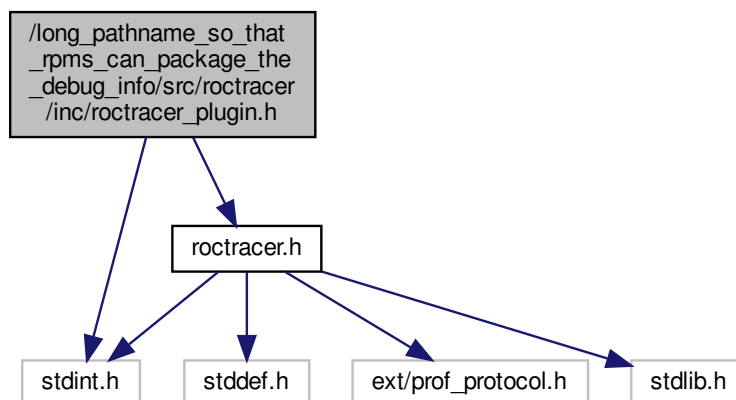 /long_pathname_so_that
_rpms_can_package_the
_debug_info/src/roctracer
/inc/roctracer_plugin.h
roctracer.h
stdint.h
stddef.h
ext/prof_protocol.h
stdlib.h